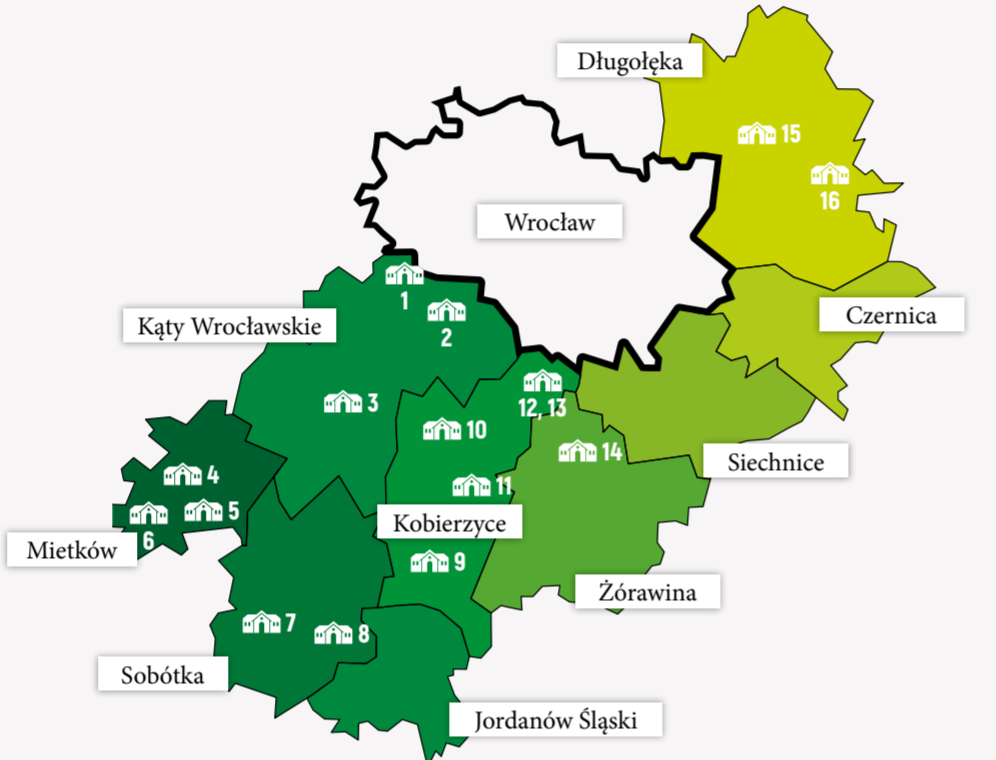 Długołęka
15
16
Wrocław
1
Czernica
Kąty Wrocławskie
2
3
12, 13
10
14
Siechnice
4
11
5
Kobierzyce
6
Mietków
9
Żórawina
7
8
Sobótka
Jordanów Śląski